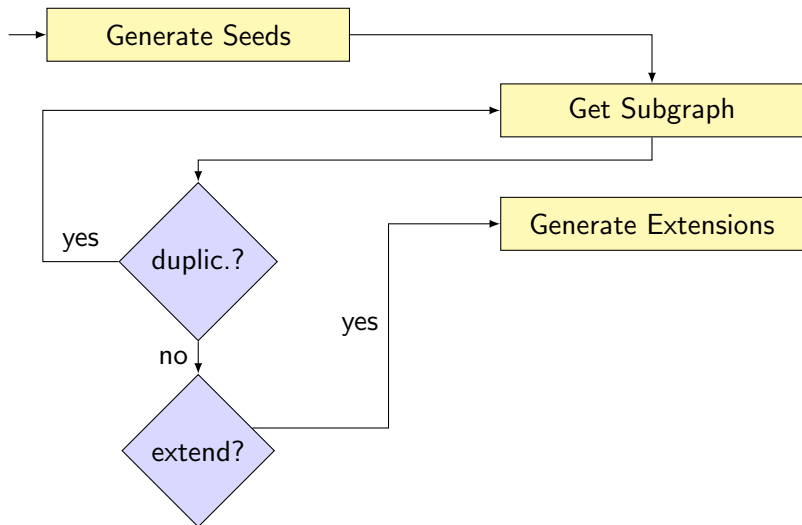 Generate Seeds
Get Subgraph
Generate Extensions
yes
duplic.?
yes
no
extend?